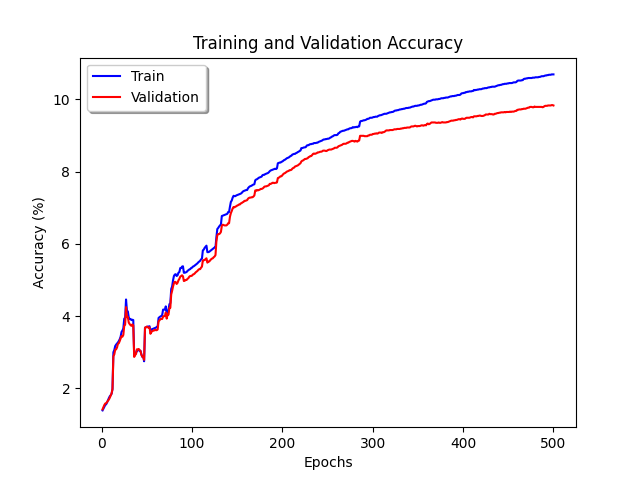 Training and Validation Accuracy
Train
Validation
Accuracy (%)
10
8
6
4
2
0
100
200
300
400
500
Epochs